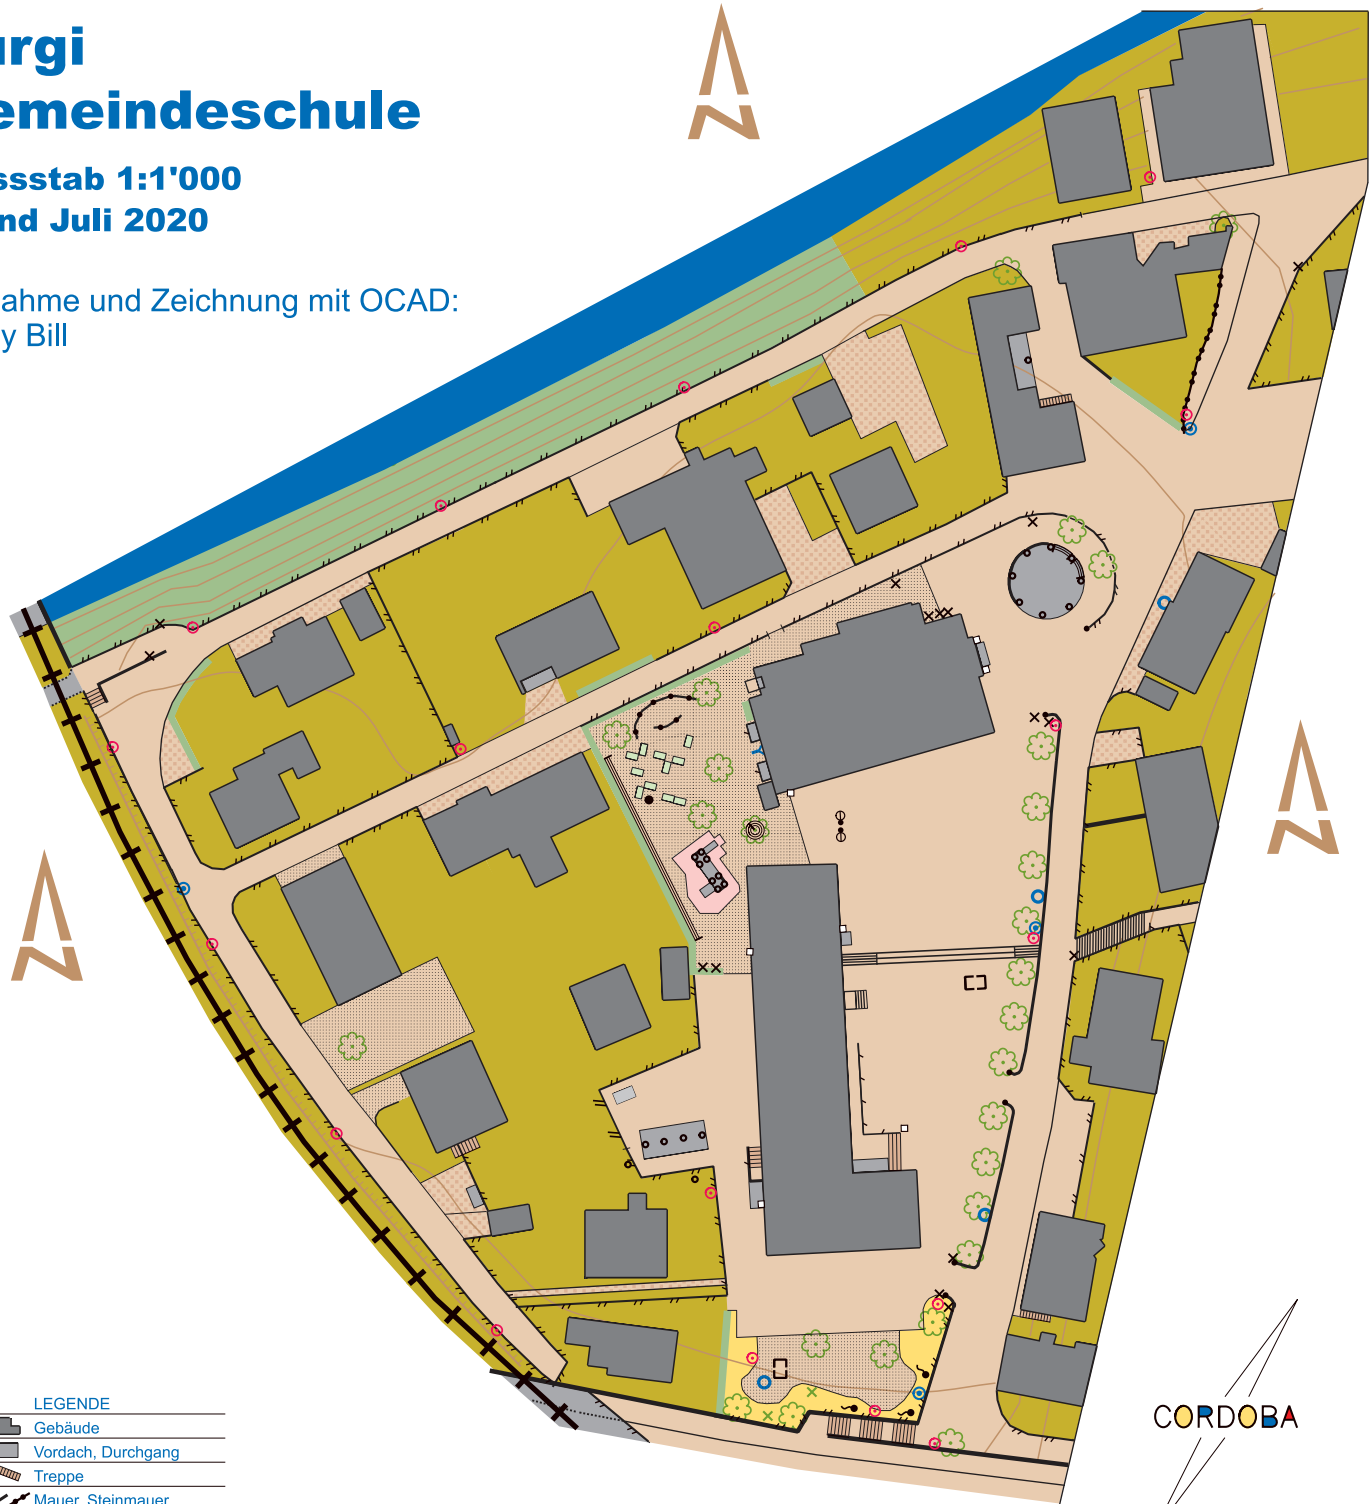 urgi
emeindeschule
ssstab 1:1'000
nd Juli 2020
ahme und Zeichnung mit OCAD:
y Bill
N
N
N
CORDOBA
LEGENDE
Gebäude
Vordach, Durchgang
Treppe
Mauer, Steinmauer